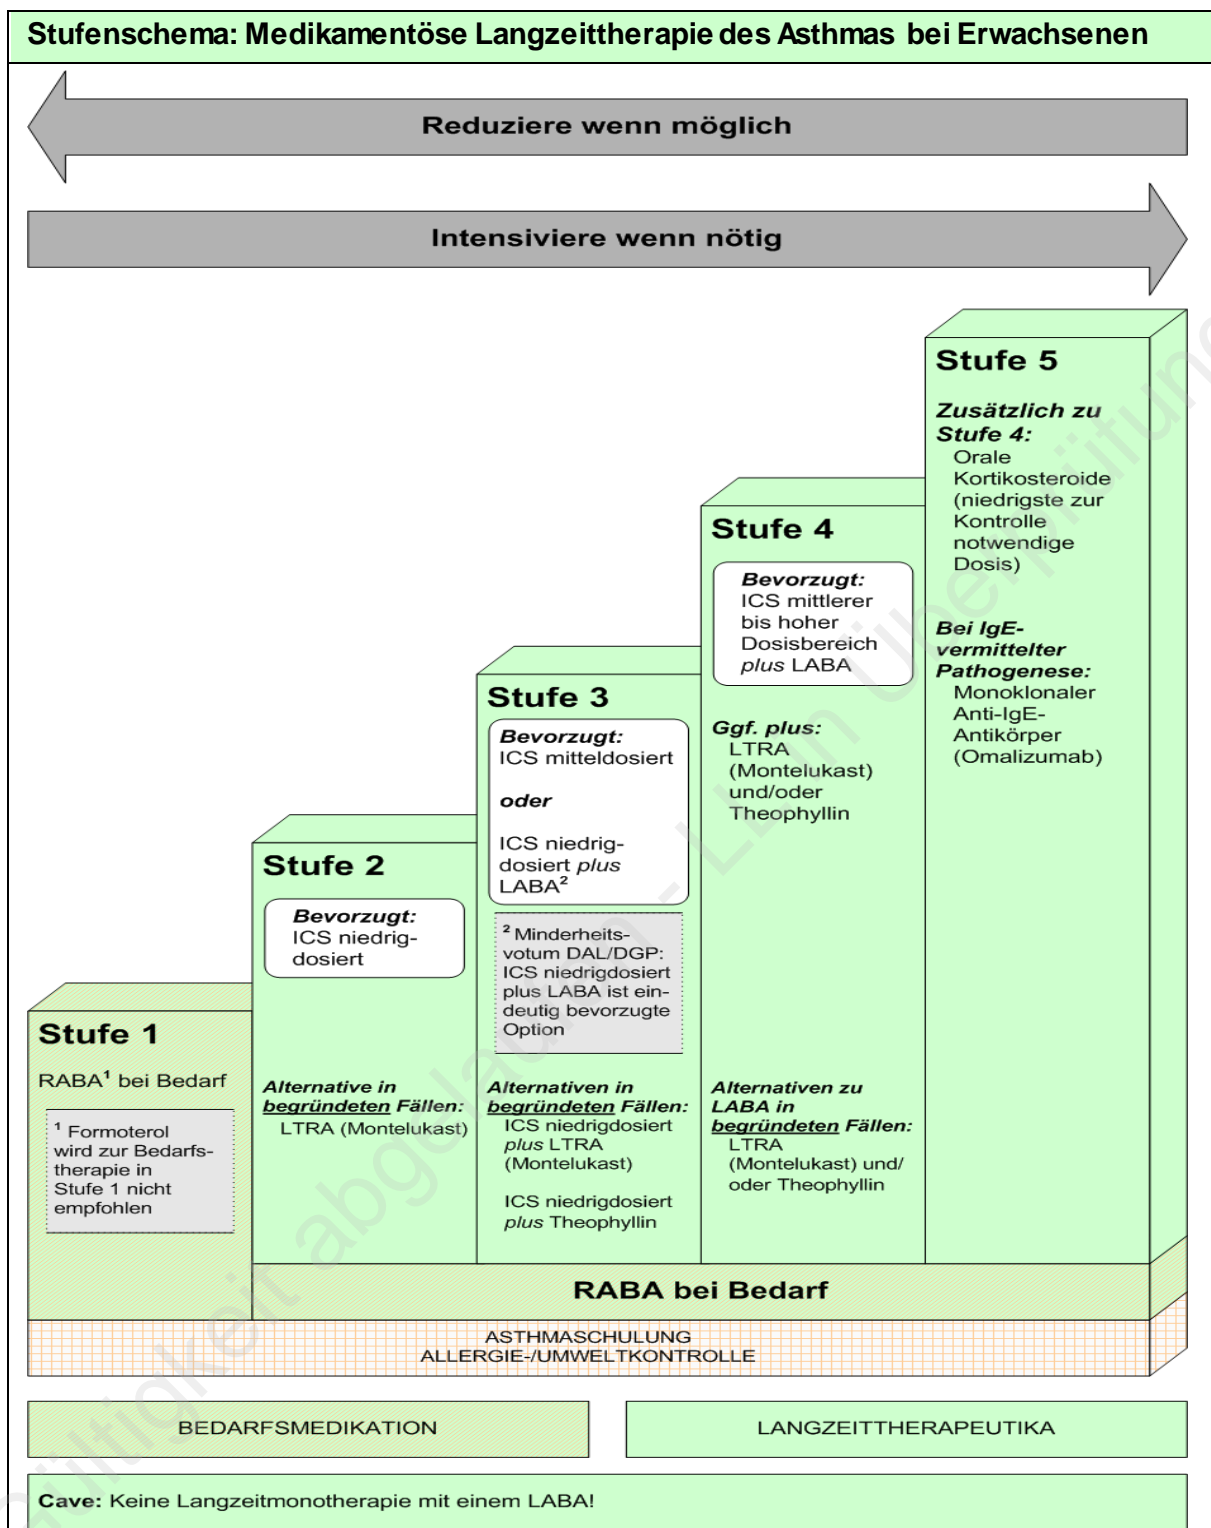 Stufenschema: Medikamentöse Langzeittherapie des Asthmas bei Erwachsenen
Reduziere wenn möglich
Intensiviere wenn nötig
Stufe 1
RABA¹ bei Bedarf
¹ Formoterol
wird zur Bedarfs-
therapie in
Stufe 1 nicht
empfohlen
Stufe 2
Bevorzugt:
ICS niedrig-
dosiert
Alternative in
begründeten Fällen:
LTRA (Montelukast)
Stufe 3
Bevorzugt:
ICS mitteldosiert
oder
ICS niedrig-
dosiert plus
LABA²
² Minderheits-
votum DAL/DGP:
ICS niedrigdosiert
plus LABA ist ein-
deutig bevorzugte
Option
Alternativen in
begründeten Fällen:
ICS niedrigdosiert
plus LTRA
(Montelukast)
ICS niedrigdosiert
plus Theophyllin
Stufe 4
Bevorzugt:
ICS mittlerer
bis hoher
Dosisbereich
plus LABA
Ggf. plus:
LTRA
(Montelukast)
und/oder
Theophyllin
Alternativen zu
LABA in
begründeten Fällen:
LTRA
(Montelukast) und/
oder Theophyllin
Stufe 5
Zusätzlich zu
Stufe 4:
Orale
Kortikosteroide
(niedrigste zur
Kontrolle
notwendige
Dosis)
Bei IgE-
vermittelter
Pathogenese:
Monoklonaler
Anti-IgE-
Antikörper
(Omalizumab)
RABA bei Bedarf
ASTHMASCHULUNG
ALLERGIE-/UMWELTKONTROLLE
BEDARFSMEDIKATION
LANGZEITTHERAPEUTIKA
Cave: Keine Langzeitmonotherapie mit einem LABA!
Gültigkeit abgelaufen - LL in Überprüfung